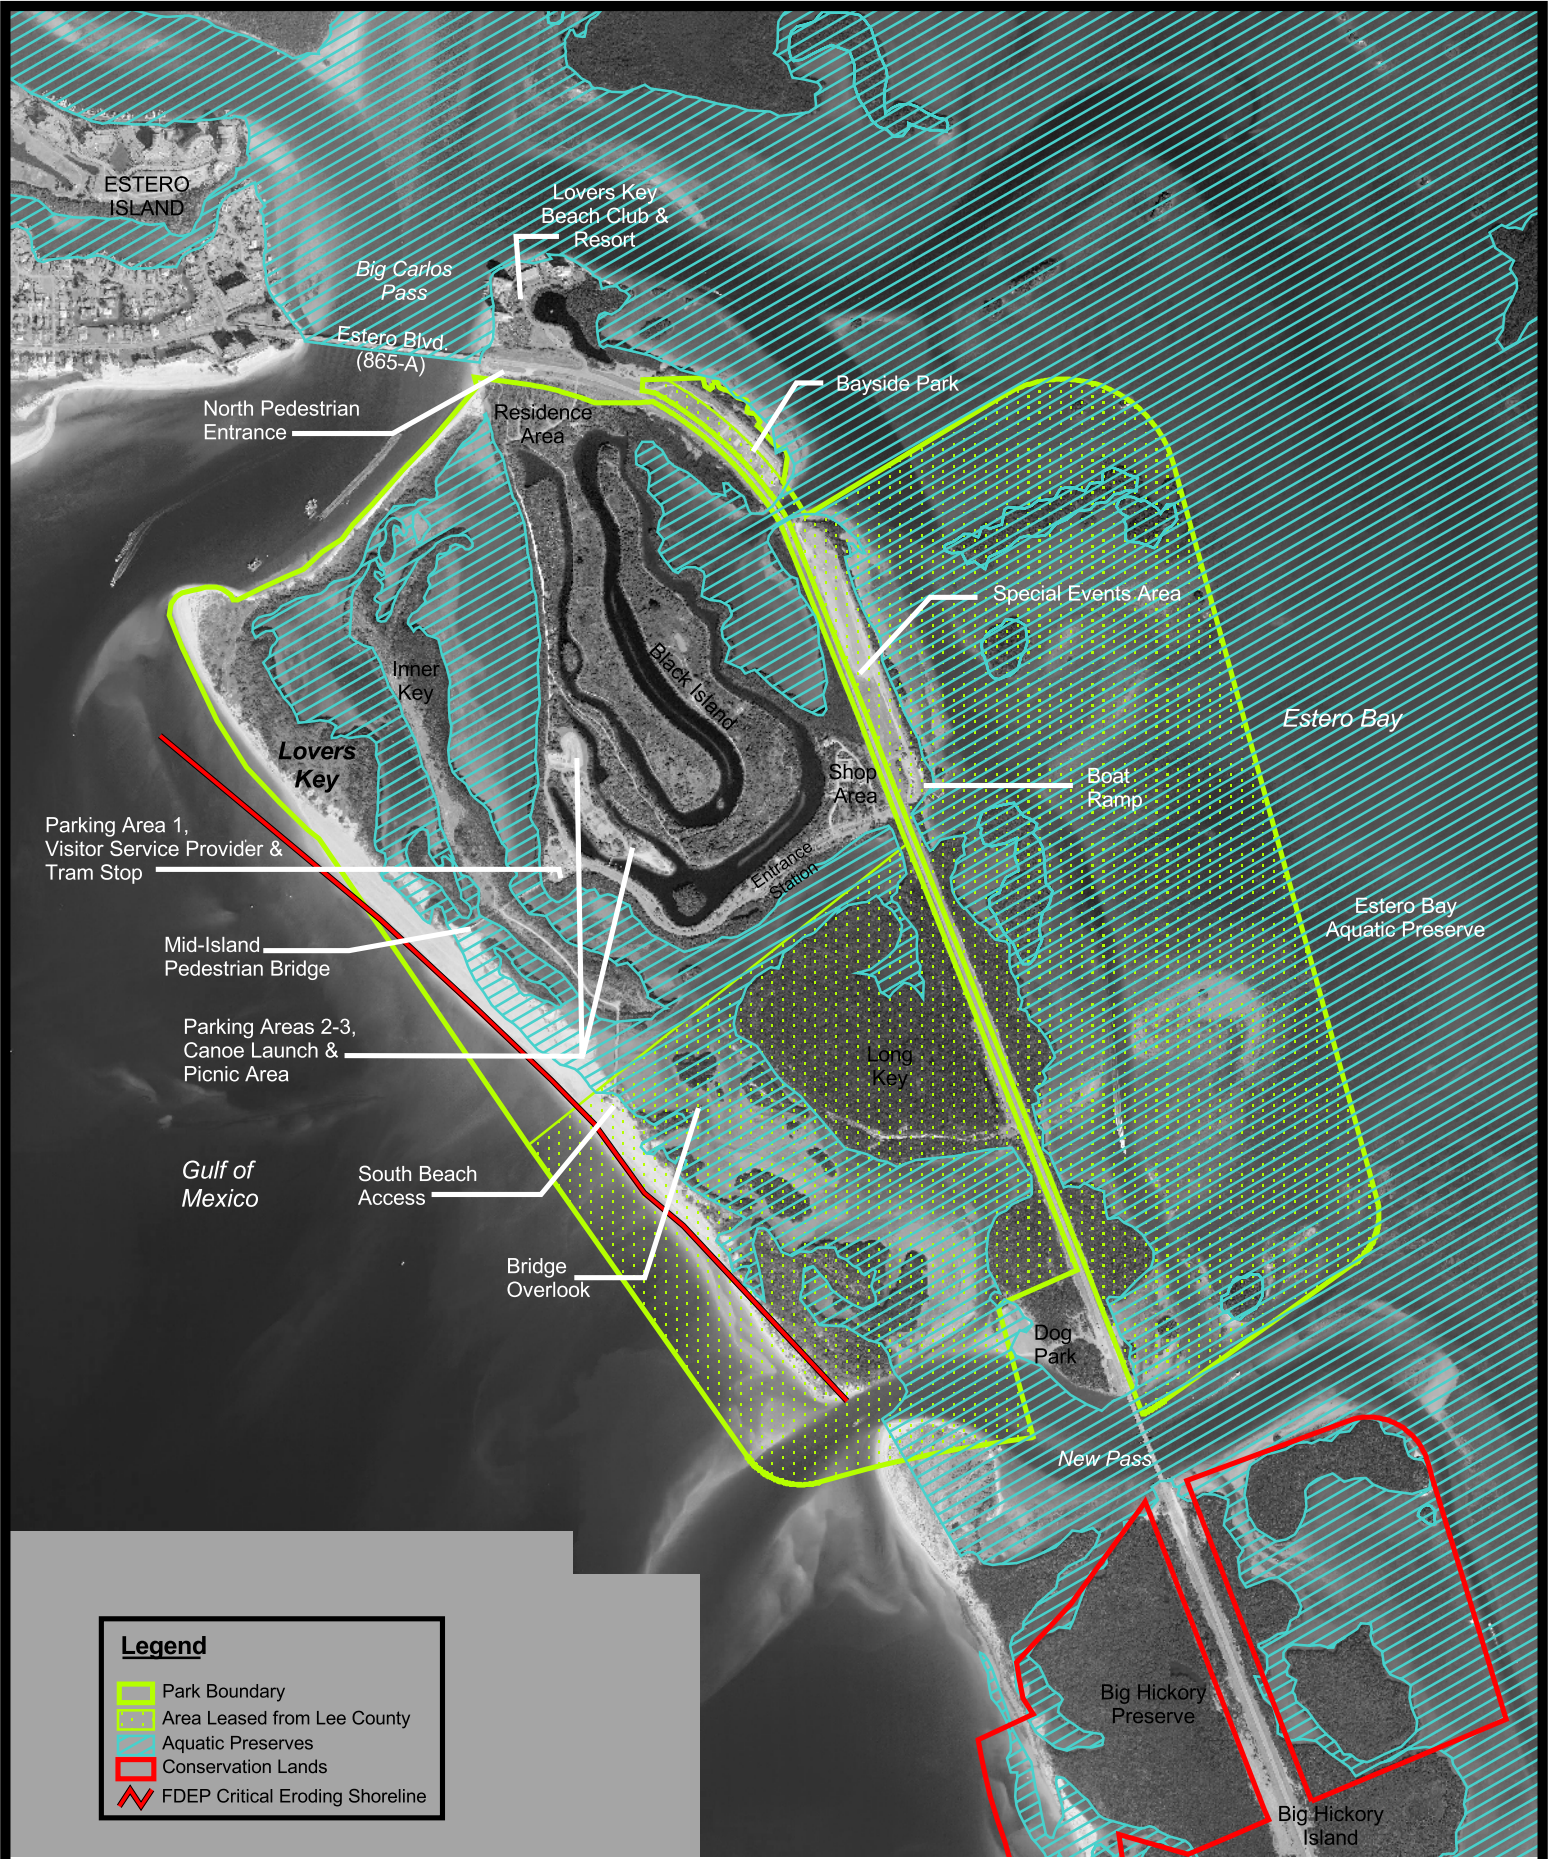 ESTERO
ISLAND
Lovers Key
Beach Club &
Resort
Big Carlos
Pass
Estero Blvd.
(865-A)
Bayside Park
North Pedestrian
Entrance
Residence
Area
Special Events Area
Inner
Key
Black Island
Estero Bay
Lovers
Key
Shop
Area
Boat
Ramp
Parking Area 1,
Visitor Service Provider &
Tram Stop
Entrance
Station
Estero Bay
Aquatic Preserve
Mid-Island
Pedestrian Bridge
Parking Areas 2-3,
Canoe Launch &
Picnic Area
Long
Key
Gulf of
Mexico
South Beach
Access
Bridge
Overlook
Dog
Park
New Pass
Big Hickory
Preserve
Big Hickory
Island
Legend
Park Boundary
Area Leased from Lee County
Aquatic Preserves
Conservation Lands
FDEP Critical Eroding Shoreline